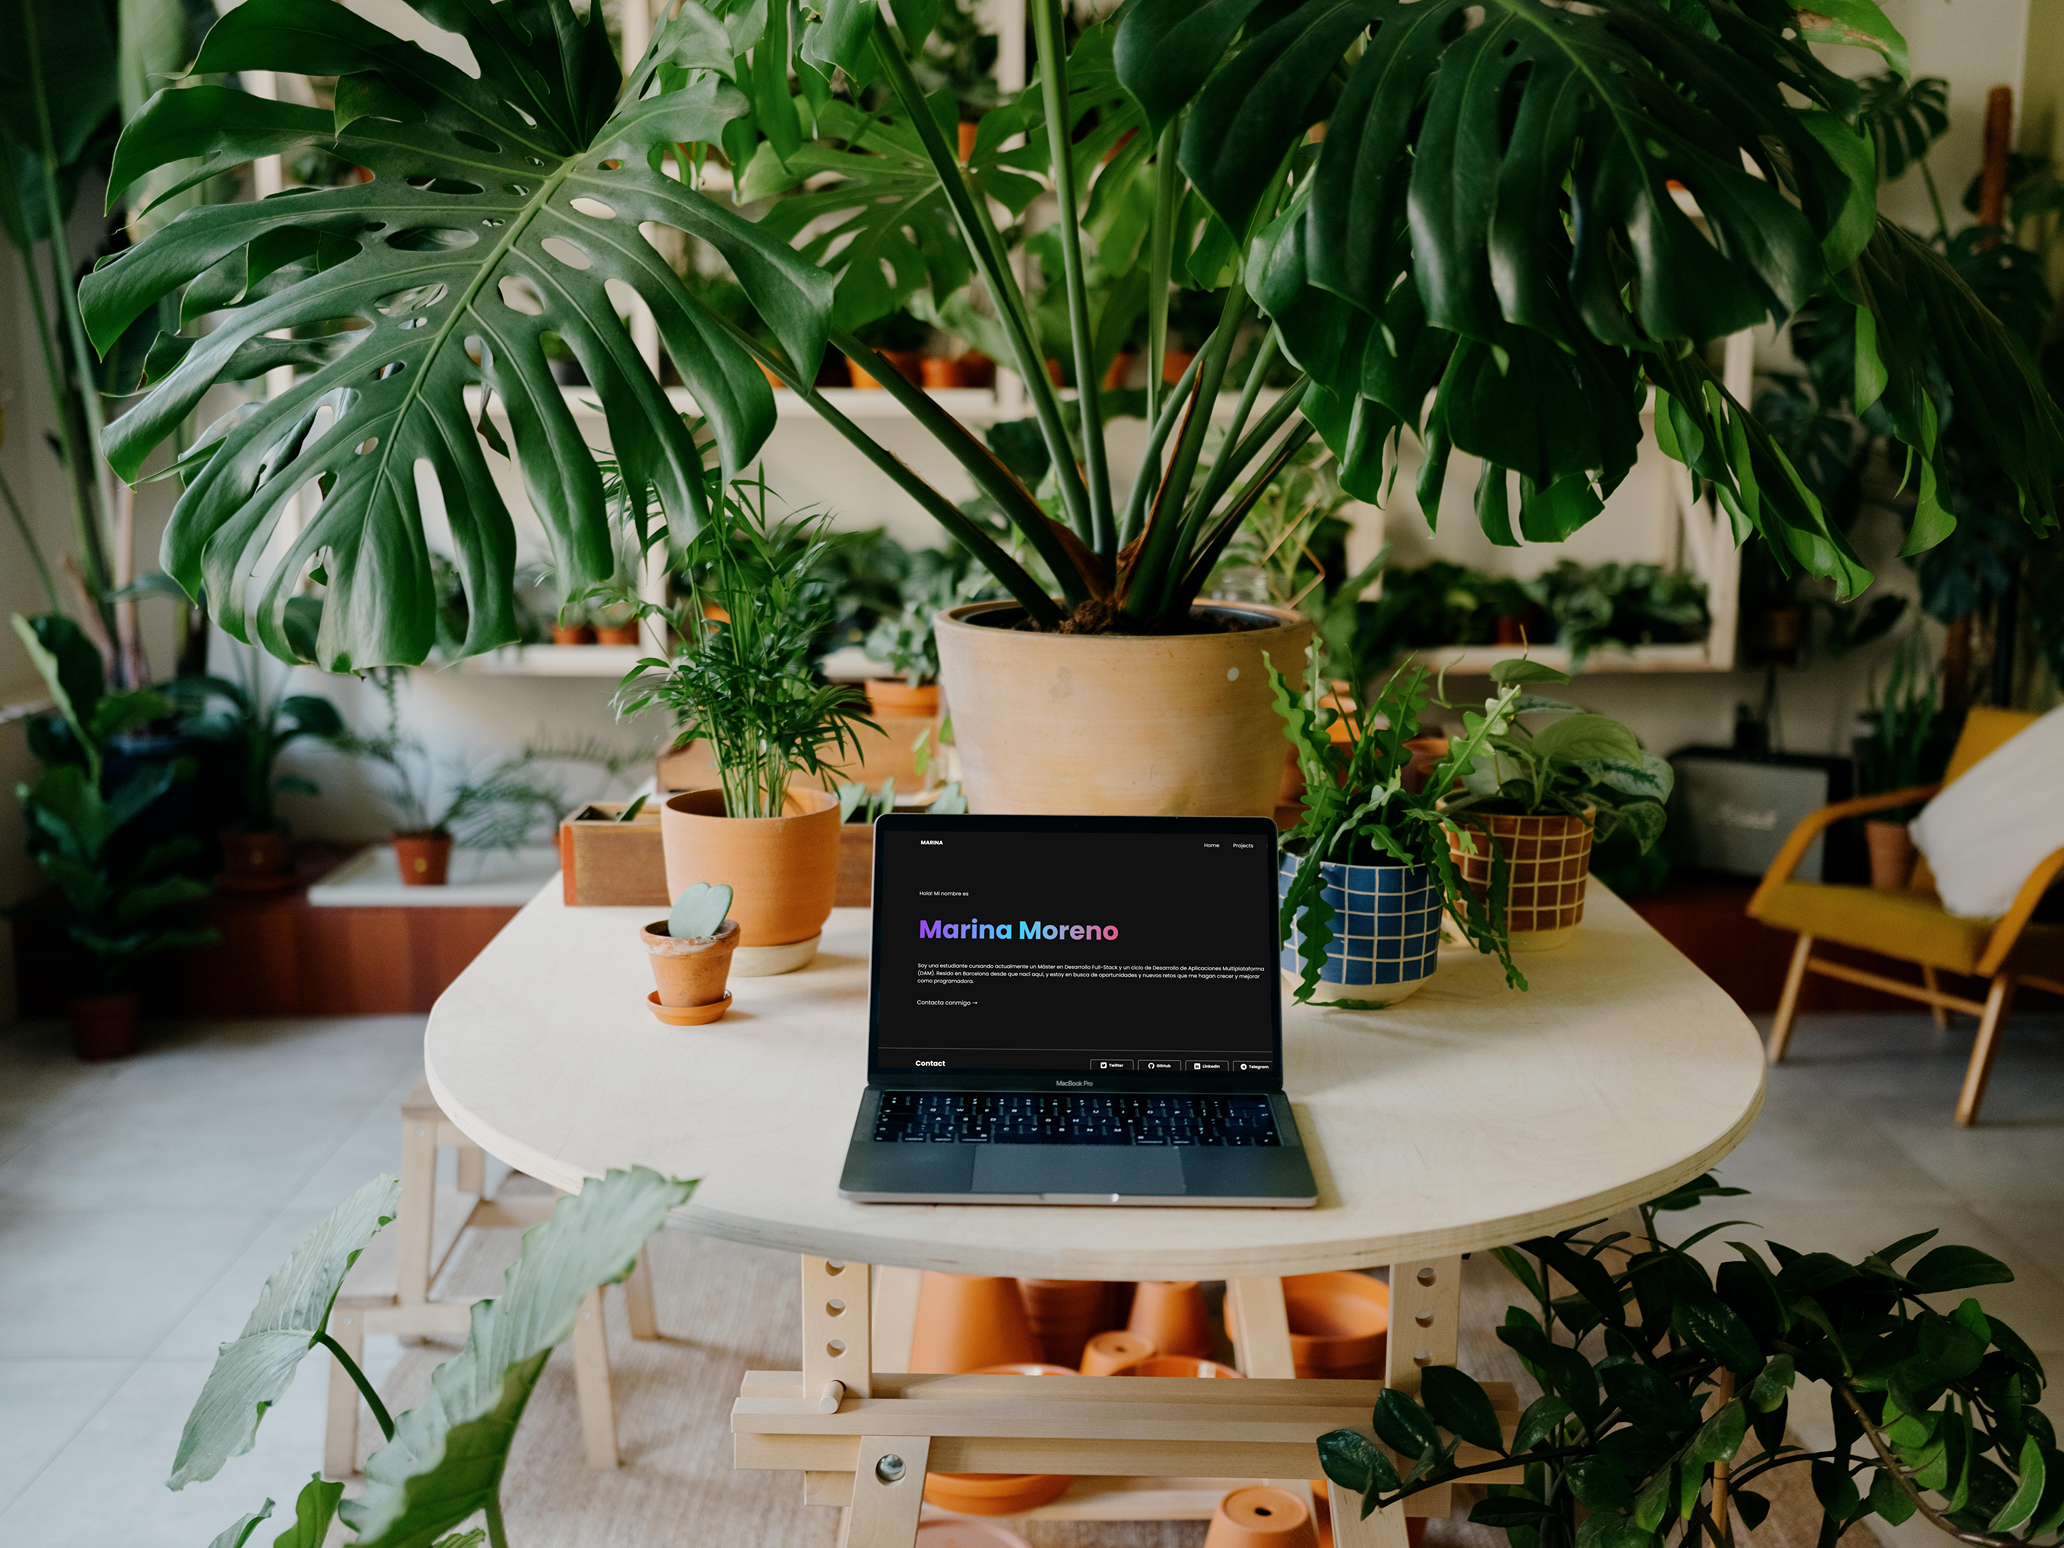 MARINA
Home Projects
Hola! Mi nombre es
Marina Moreno
Soy una estudiante cursando actualmente un Máster en Desarrollo Full-Stack y un ciclo de Desarrollo de Aplicaciones Multiplataforma
(DAM). Resido en Barcelona desde que nací aquí, y estoy en busca de oportunidades y nuevos retos que me hagan crecer y mejorar
como programadora.
Contacta conmigo →
Contact
Twitter GitHub LinkedIn Telegram
MacBook Pro